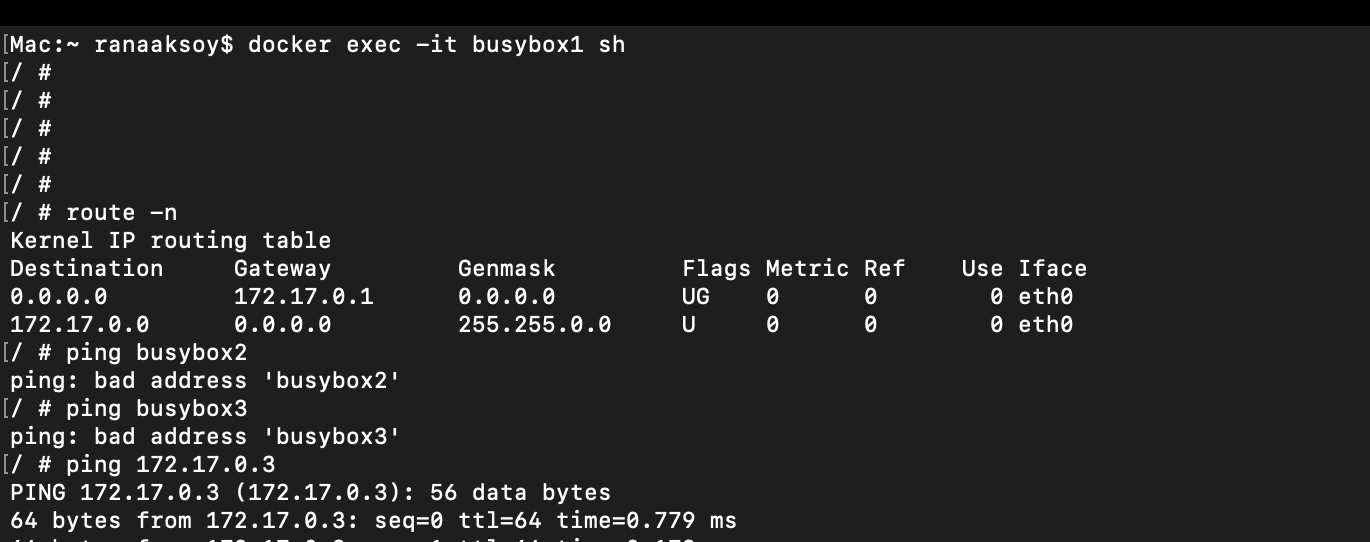 [Mac:~ ranaaksoy$ docker exec -it busybox1 sh
[/ #
[/ #
[/ #
[/ #
[/ #
[/ # route -n
Kernel IP routing table
Destination     Gateway         Genmask         Flags Metric Ref    Use Iface
0.0.0.0         172.17.0.1      0.0.0.0         UG    0      0        0 eth0
172.17.0.0      0.0.0.0         255.255.0.0     U     0      0        0 eth0
[/ # ping busybox2
ping: bad address 'busybox2'
[/ # ping busybox3
ping: bad address 'busybox3'
[/ # ping 172.17.0.3
PING 172.17.0.3 (172.17.0.3): 56 data bytes
64 bytes from 172.17.0.3: seq=0 ttl=64 time=0.779 ms